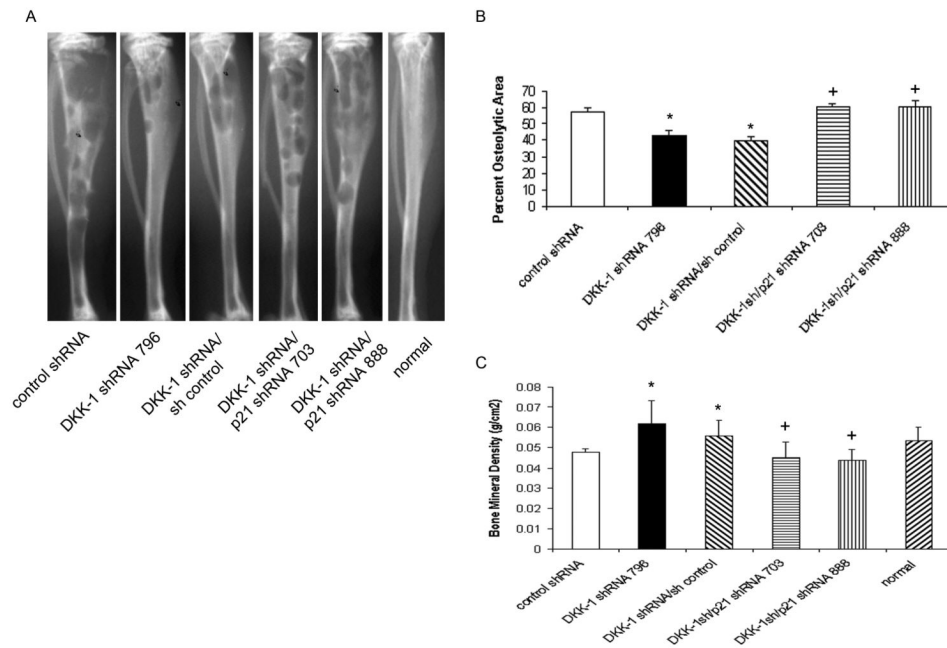 A
control shRNA
DKK-1 shRNA 796
DKK-1 shRNA/
sh control
DKK-1 shRNA/
p21 shRNA 703
DKK-1 shRNA/
p21 shRNA 888
normal
B
Percent Osteolytic Area
70
60
50
40
30
20
10
0
*
*
+
+
control shRNA
DKK-1 shRNA 796
DKK-1 shRNA/sh control
DKK-1sh/p21 shRNA 703
DKK-1sh/p21 shRNA 888
C
Bone Mineral Density (g/cm2)
0.08
0.07
0.06
0.05
0.04
0.03
0.02
0.01
0
*
*
+
+
control shRNA
DKK-1 shRNA 796
DKK-1 shRNA/sh control
DKK-1sh/p21 shRNA 703
DKK-1sh/p21 shRNA 888
normal